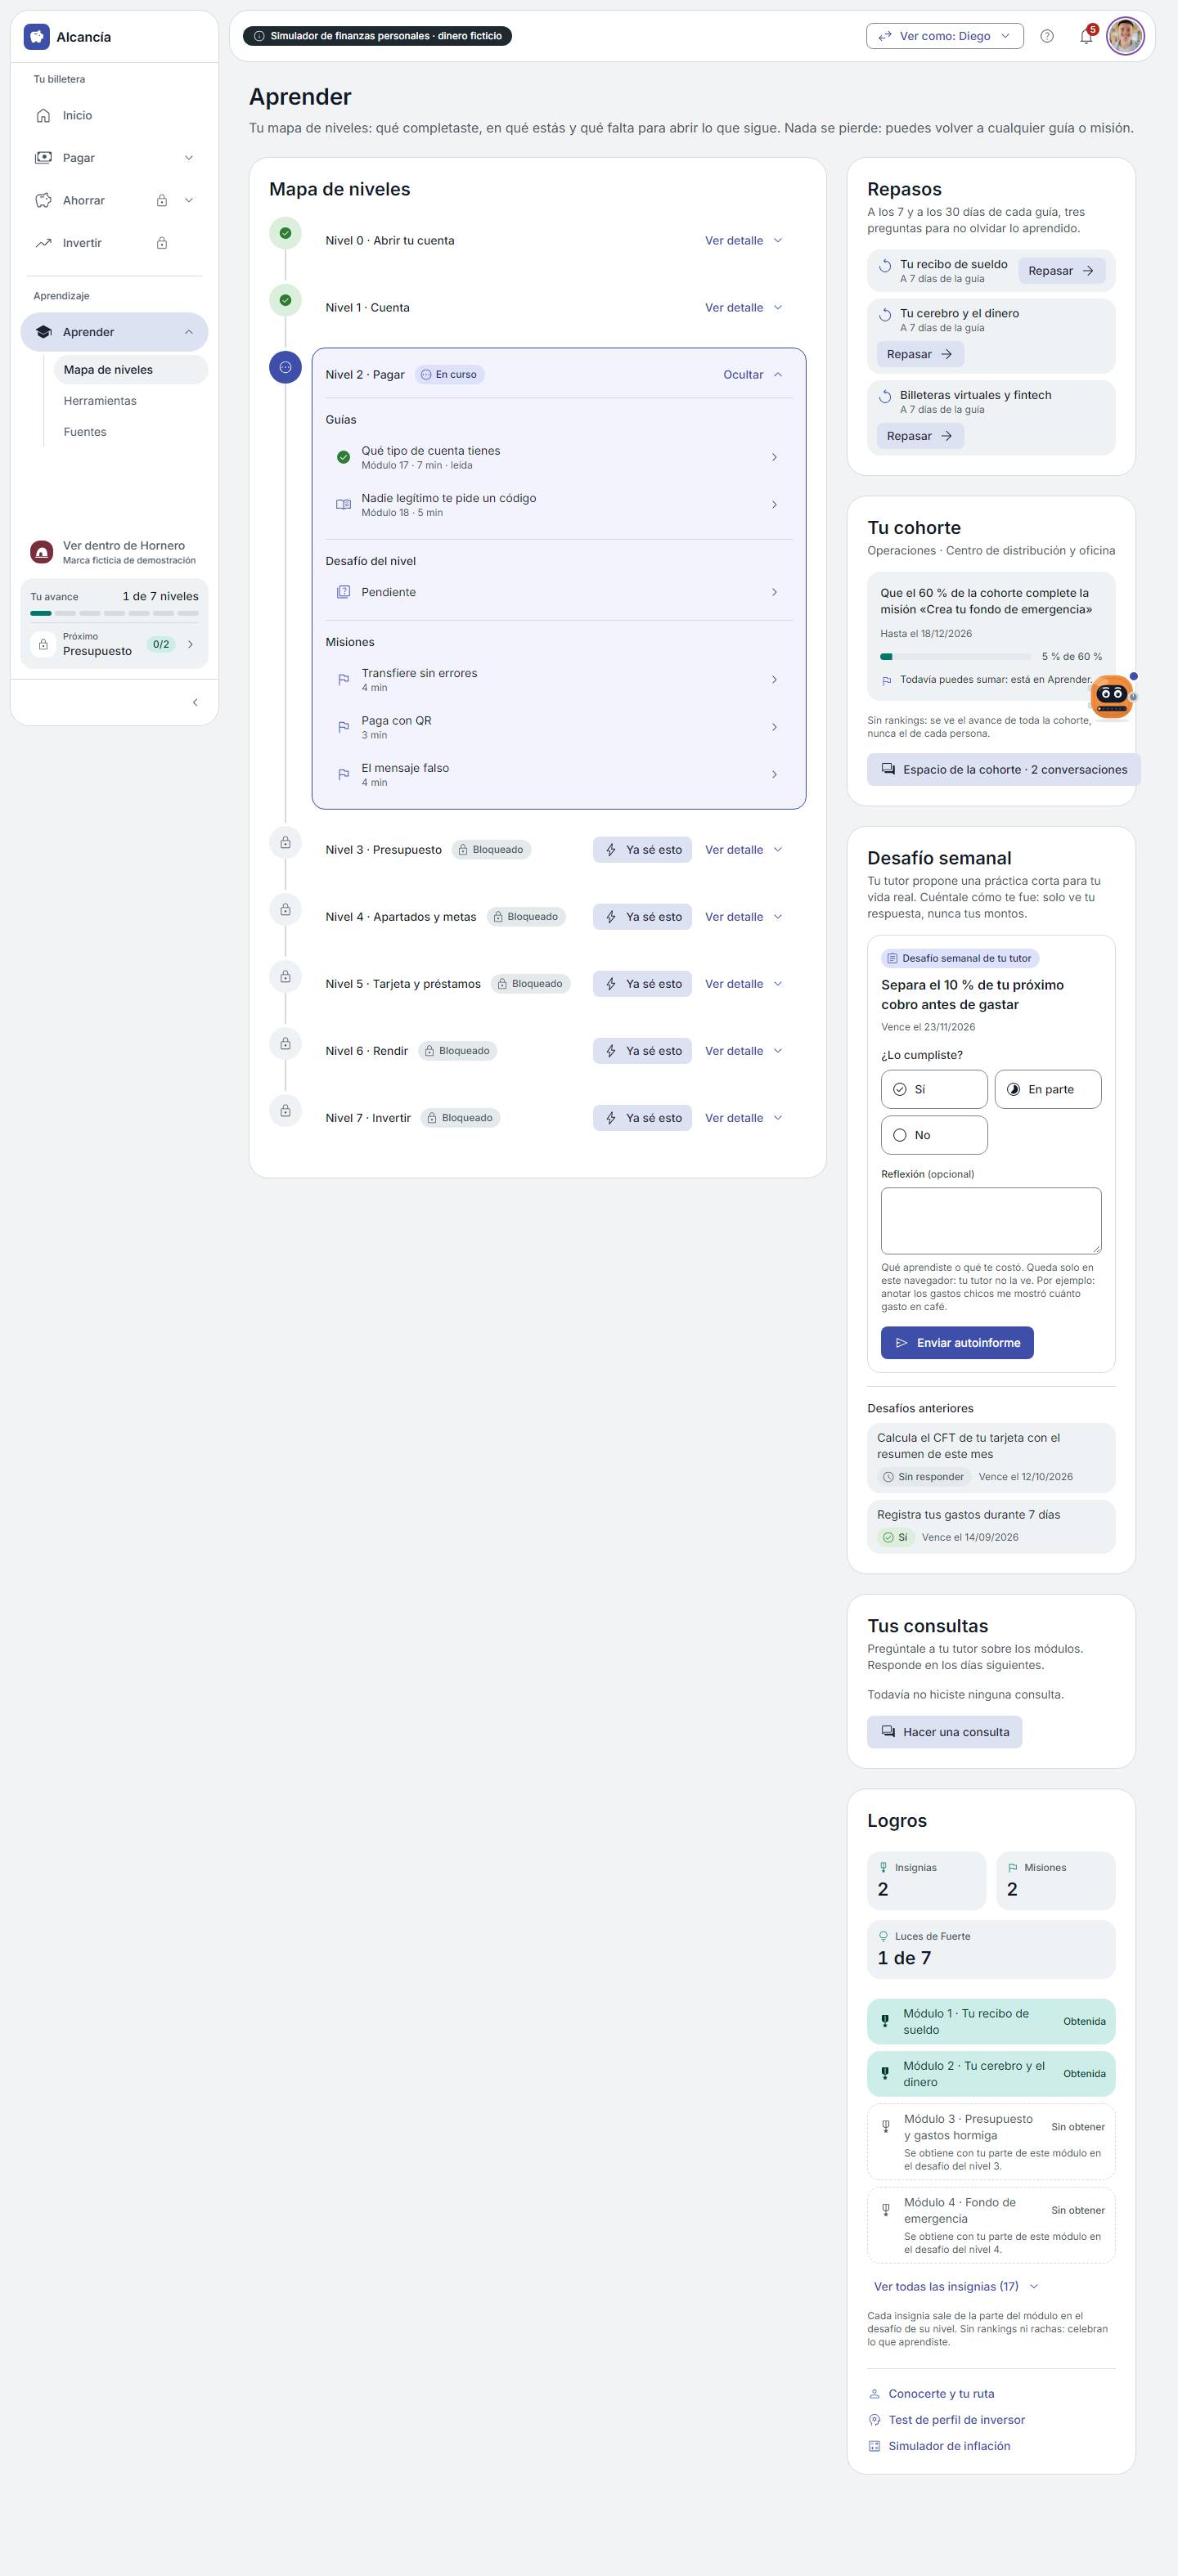 Alcancía
Tu billetera
Inicio
Pagar
Ahorrar
Invertir
Aprendizaje
Aprender
Mapa de niveles
Herramientas
Fuentes
Ver dentro de Hornero
Marca ficticia de demostración
Tu avance 1 de 7 niveles
Próximo
Presupuesto
0/2
Simulador de finanzas personales · dinero ficticio
Ver como: Diego
5
Aprender
Tu mapa de niveles: qué completaste, en qué estás y qué falta para abrir lo que sigue. Nada se pierde: puedes volver a cualquier guía o misión.
Mapa de niveles
Nivel 0 · Abrir tu cuenta Ver detalle
Nivel 1 · Cuenta Ver detalle
Nivel 2 · Pagar En curso Ocultar
Guías
Qué tipo de cuenta tienes
Módulo 17 · 7 min · leída
Nadie legítimo te pide un código
Módulo 18 · 5 min
Desafío del nivel
Pendiente
Misiones
Transfiere sin errores
4 min
Paga con QR
3 min
El mensaje falso
4 min
Nivel 3 · Presupuesto Bloqueado Ya sé esto Ver detalle
Nivel 4 · Apartados y metas Bloqueado Ya sé esto Ver detalle
Nivel 5 · Tarjeta y préstamos Bloqueado Ya sé esto Ver detalle
Nivel 6 · Rendir Bloqueado Ya sé esto Ver detalle
Nivel 7 · Invertir Bloqueado Ya sé esto Ver detalle
Repasos
A los 7 y a los 30 días de cada guía, tres
preguntas para no olvidar lo aprendido.
Tu recibo de sueldo
A 7 días de la guía
Repasar
Tu cerebro y el dinero
A 7 días de la guía
Repasar
Billeteras virtuales y fintech
A 7 días de la guía
Repasar
Tu cohorte
Operaciones · Centro de distribución y oficina
Que el 60 % de tu cohorte complete la
misión «Crea tu fondo de emergencia»
Hasta el 18/12/2026
5 % de 60 %
Todavía puedes sumar: está en Aprender.
Sin rankings: se ve el avance de toda la cohorte,
nunca el de cada persona.
Espacio de la cohorte · 2 conversaciones
Desafío semanal
Tu tutor propone una práctica corta para tu
vida real. Cuéntale cómo te fue: solo ve tu
respuesta, nunca tus montos.
Desafío semanal de tu tutor
Separa el 10 % de tu próximo
cobro antes de gastar
Vence el 23/11/2026
¿Lo cumpliste?
Sí
En parte
No
Reflexión (opcional)
Qué aprendiste o qué te costó. Queda solo en
este navegador: tu tutor no la ve. Por ejemplo:
anotar los gastos chicos me mostró cuánto
gasto en café.
Enviar autoinforme
Desafíos anteriores
Calcula el CFT de tu tarjeta con el
resumen de este mes
Sin responder Vence el 12/10/2026
Registra tus gastos durante 7 días
Sí Vence el 14/09/2026
Tus consultas
Pregúntale a tu tutor sobre los módulos.
Responde en los días siguientes.
Todavía no hiciste ninguna consulta.
Hacer una consulta
Logros
Insignias
2
Misiones
2
Luces de Fuerte
1 de 7
Módulo 1 · Tu recibo de
sueldo
Obtenida
Módulo 2 · Tu cerebro y el
dinero
Obtenida
Módulo 3 · Presupuesto
y gastos hormiga
Sin obtener
Se obtiene con tu parte de este módulo en
el desafío del nivel 3.
Módulo 4 · Fondo de
emergencia
Sin obtener
Se obtiene con tu parte de este módulo en
el desafío del nivel 4.
Ver todas las insignias (17)
Cada insignia sale de la parte del módulo en el
desafío de su nivel. Sin rankings ni rachas: celebran
lo que aprendiste.
Conocerte y tu ruta
Test de perfil de inversor
Simulador de inflación